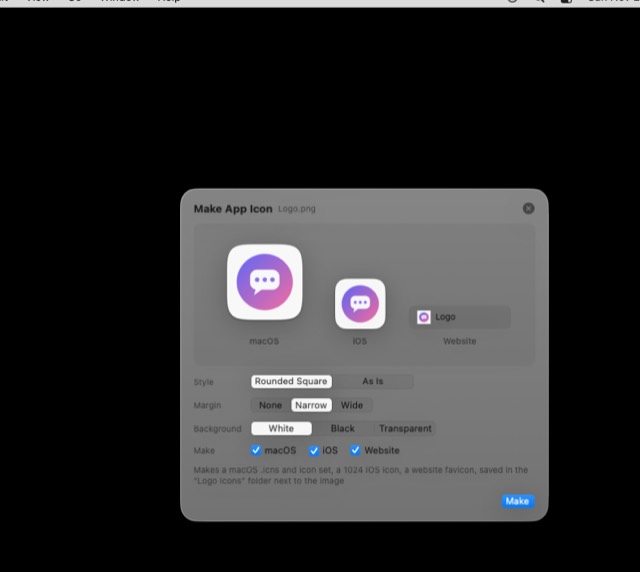 Window Help
Make App Icon Logo.png
Logo
macOS iOS Website
Style Rounded Square As Is
Margin None Narrow Wide
Background White Black Transparent
Make macOS iOS Website
Makes a macOS .icns and icon set, a 1024 iOS icon, a website favicon, saved in the
"Logo Icons" folder next to the image
Make